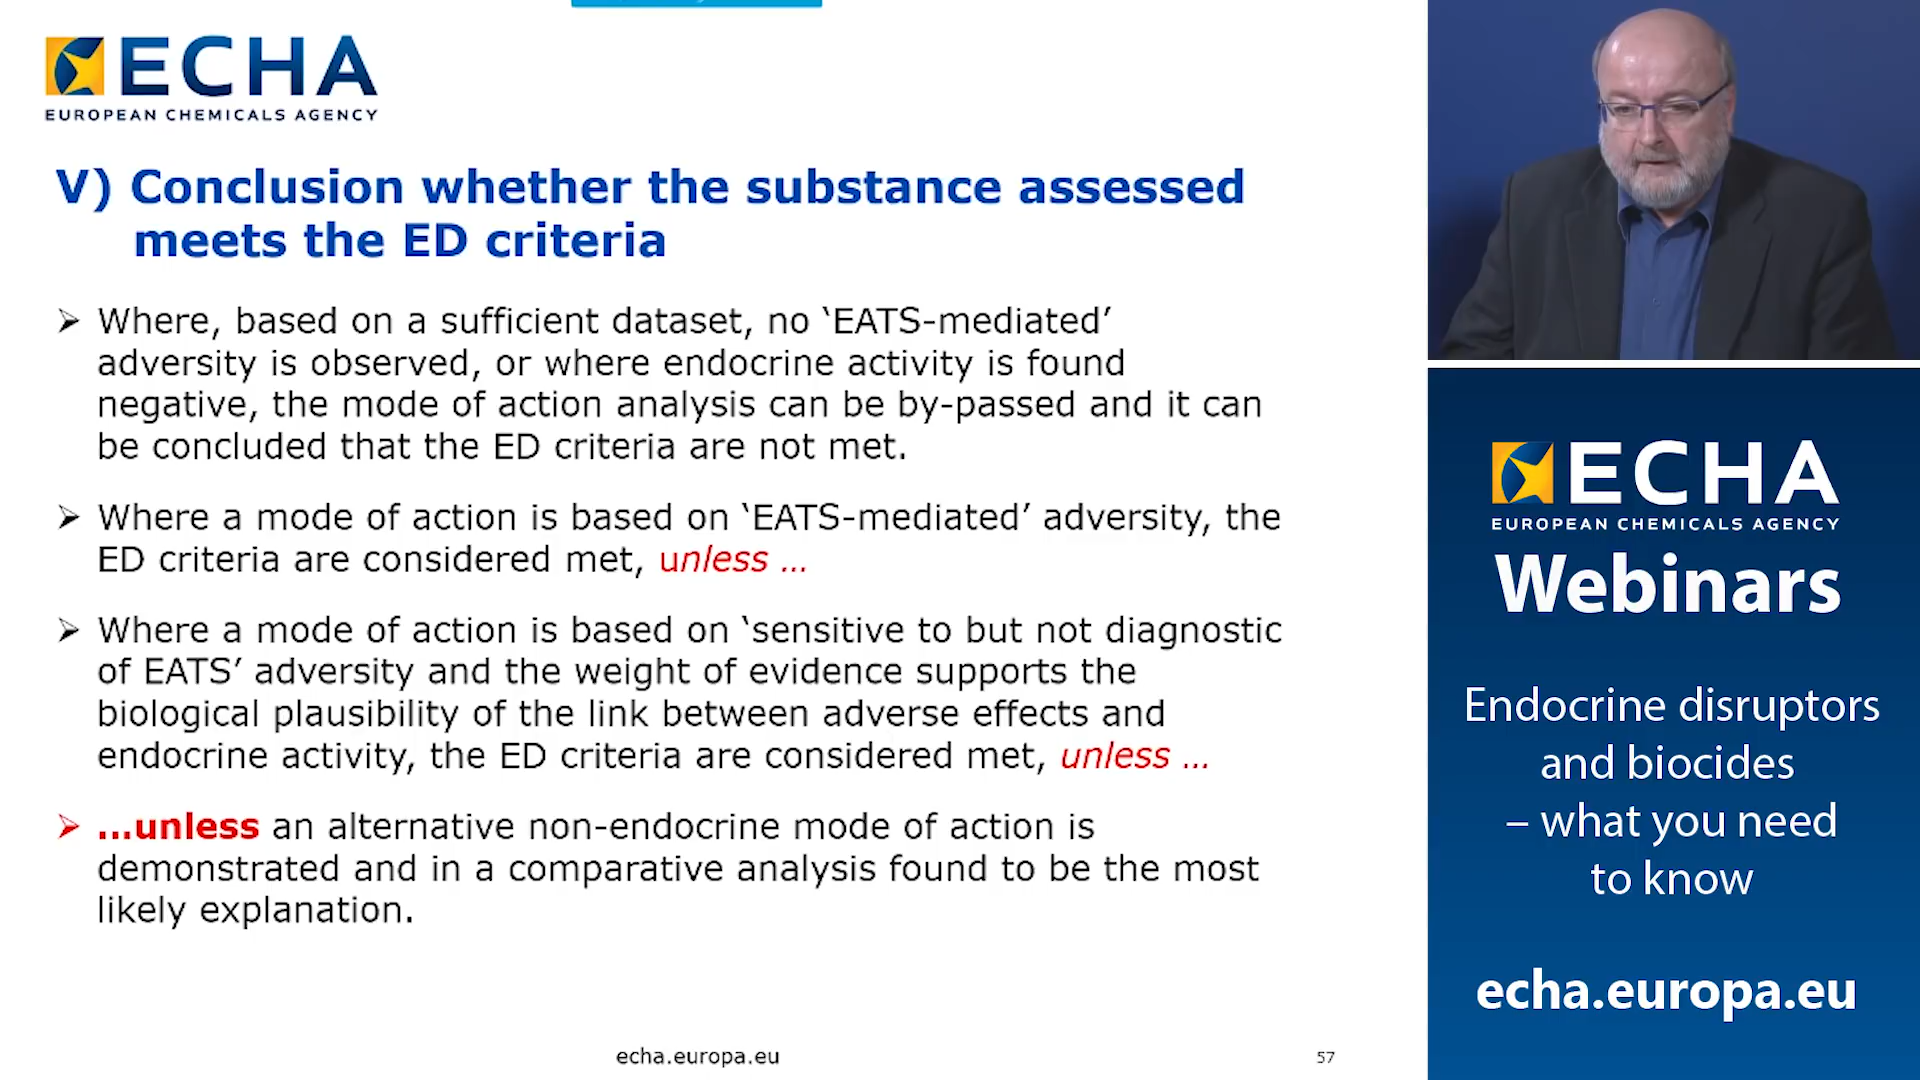 ECHA
EUROPEAN CHEMICALS AGENCY
V) Conclusion whether the substance assessed
meets the ED criteria
➢ Where, based on a sufficient dataset, no ‘EATS-mediated’
adversity is observed, or where endocrine activity is found
negative, the mode of action analysis can be by-passed and it can
be concluded that the ED criteria are not met.
➢ Where a mode of action is based on ‘EATS-mediated’ adversity, the
ED criteria are considered met, unless …
➢ Where a mode of action is based on ‘sensitive to but not diagnostic
of EATS’ adversity and the weight of evidence supports the
biological plausibility of the link between adverse effects and
endocrine activity, the ED criteria are considered met, unless …
➢ …unless an alternative non-endocrine mode of action is
demonstrated and in a comparative analysis found to be the most
likely explanation.
echa.europa.eu
57
ECHA
EUROPEAN CHEMICALS AGENCY
Webinars
Endocrine disruptors
and biocides
– what you need
to know
echa.europa.eu